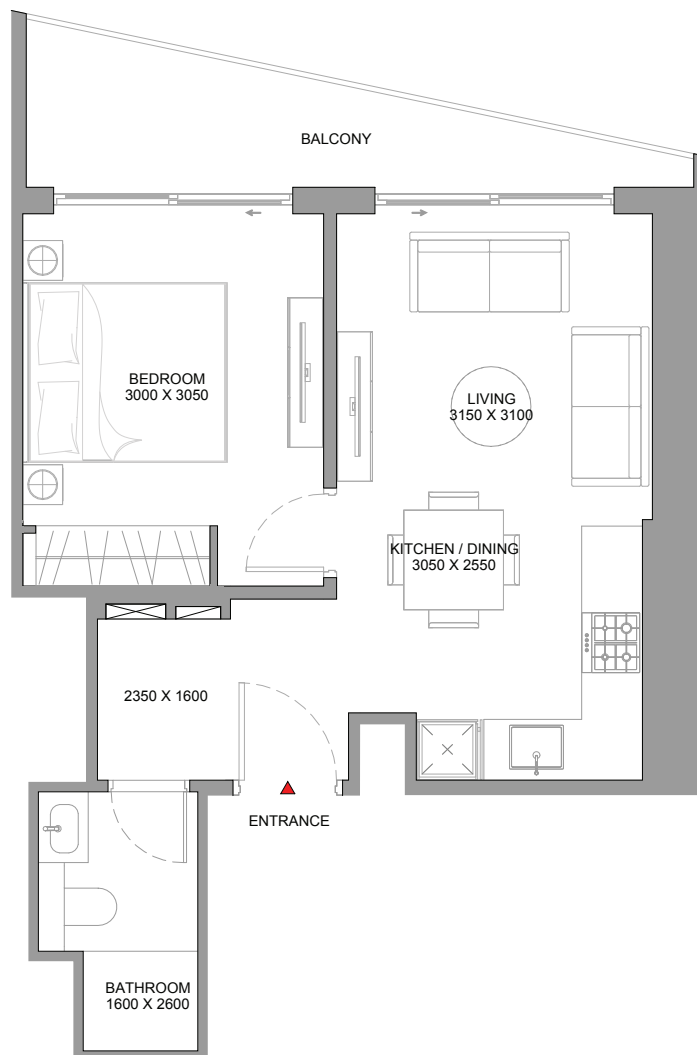 BALCONY
BEDROOM
3000 X 3050
LIVING
3150 X 3100
KITCHEN / DINING
3050 X 2550
2350 X 1600
ENTRANCE
BATHROOM
1600 X 2600